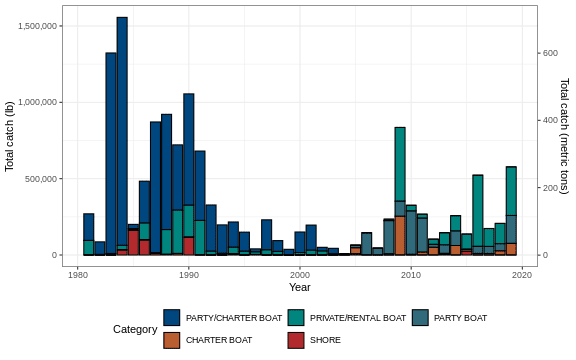 Total catch (lb)
1,500,000
1,000,000
500,000
0
600
400
200
0
Total catch (metric tons)
1980
1990
2000
2010
2020
Year
Category
PARTY/CHARTER BOAT
PRIVATE/RENTAL BOAT
PARTY BOAT
CHARTER BOAT
SHORE